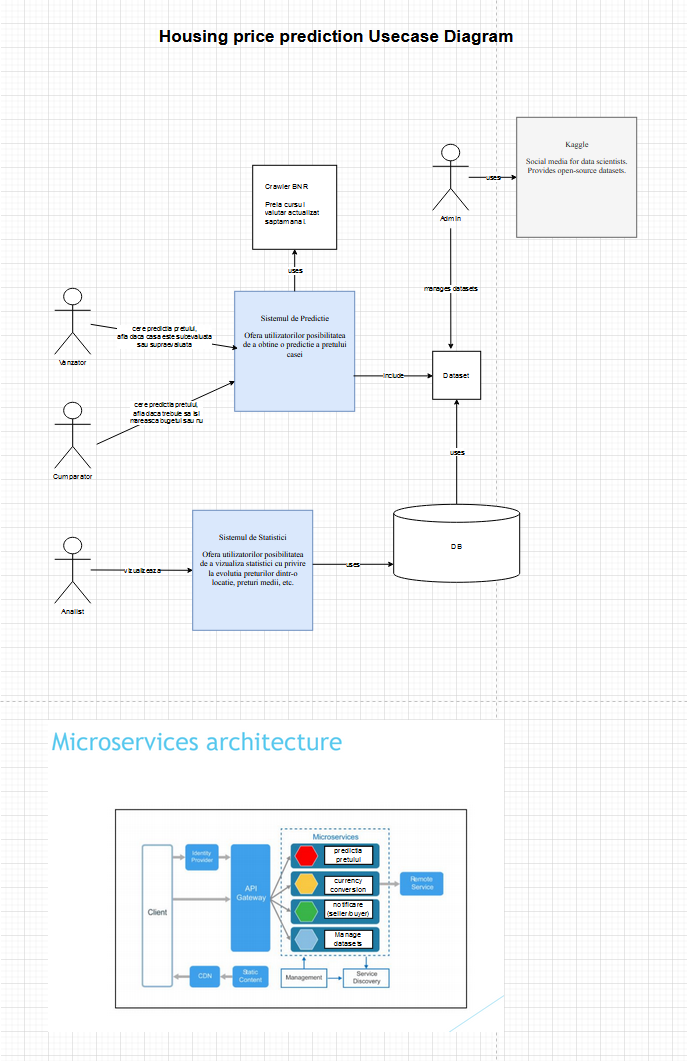 Housing price prediction Usecase Diagram
Kaggle
Social media for data scientists.
Provides open-source datasets.
uses
Admin
Crawler BNR
Preia cursul
valutar actualizat
saptamanal.
uses
manages datasets
Vanzator
cere predictia pretului,
afla daca casa este subevaluata
sau supraevaluata
Sistemul de Predictie
Ofera utilizatorilor posibilitatea
de a obtine o predictie a pretului
casei
include
Dataset
cere predictia pretului,
afla daca trebuie sa isi
mareasca bugetul sau nu
Cumparator
uses
Sistemul de Statistici
Ofera utilizatorilor posibilitatea
de a vizualiza statistici cu privire
la evolutia preturilor dintr-o
locatie, preturi medii, etc.
DB
Analist
vizualizeaza
uses
Microservices architecture
Microservices
Identity
Provider
predictia
pretului
API
Gateway
currency
conversion
Remote
Service
Client
notificare
(seller/buyer)
Manage
datasets
CDN
Static
Content
Management
Service
Discovery